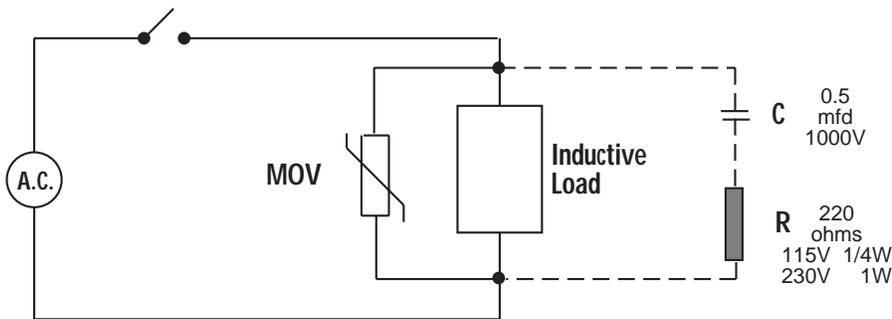 A.C.
MOV
Inductive
Load
C
0.5
mfd
1000V
R
220
ohms
115V 1/4W
230V 1W